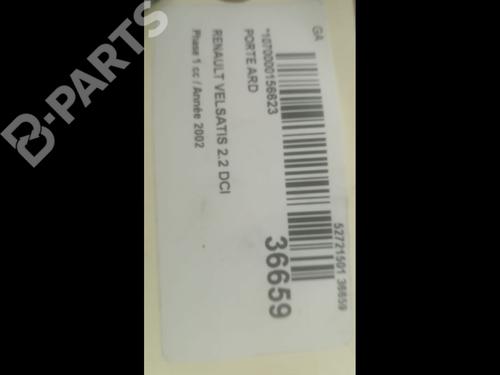 GA
52721501 36659
*1070000156623
PORTE ARD
36659
RENAULT VELSATIS 2.2 DCI
Phase 1 cc / Année 2002
B-PARTS